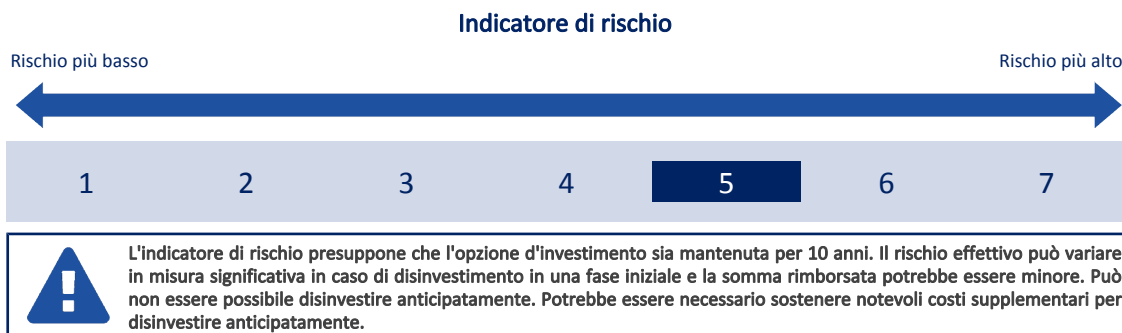 Indicatore di rischio
Rischio più basso Rischio più alto
1 2 3 4 5 6 7
L'indicatore di rischio presuppone che l'opzione d'investimento sia mantenuta per 10 anni. Il rischio effettivo può variare
in misura significativa in caso di disinvestimento in una fase iniziale e la somma rimborsata potrebbe essere minore. Può
non essere possibile disinvestire anticipatamente. Potrebbe essere necessario sostenere notevoli costi supplementari per
disinvestire anticipatamente.